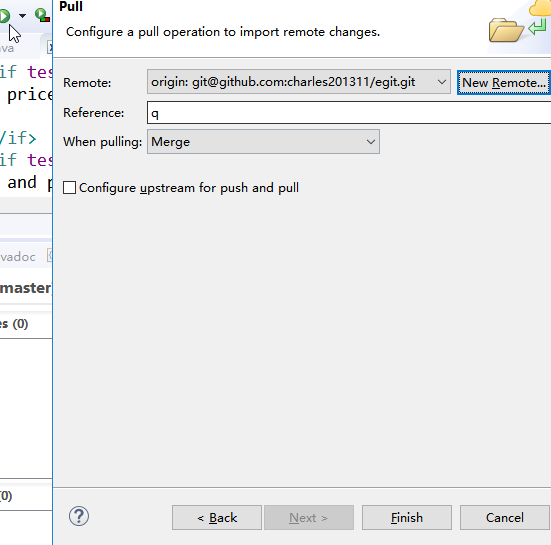 Pull
Configure a pull operation to import remote changes.
ava
if tes
price
/if>
if tes
and p
vadoc
master
es (0)
(0)
Remote:
origin: git@github.com:charles201311/egit.git
New Remote...
Reference:
q
When pulling:
Merge
Configure upstream for push and pull
?
< Back
Next >
Finish
Cancel